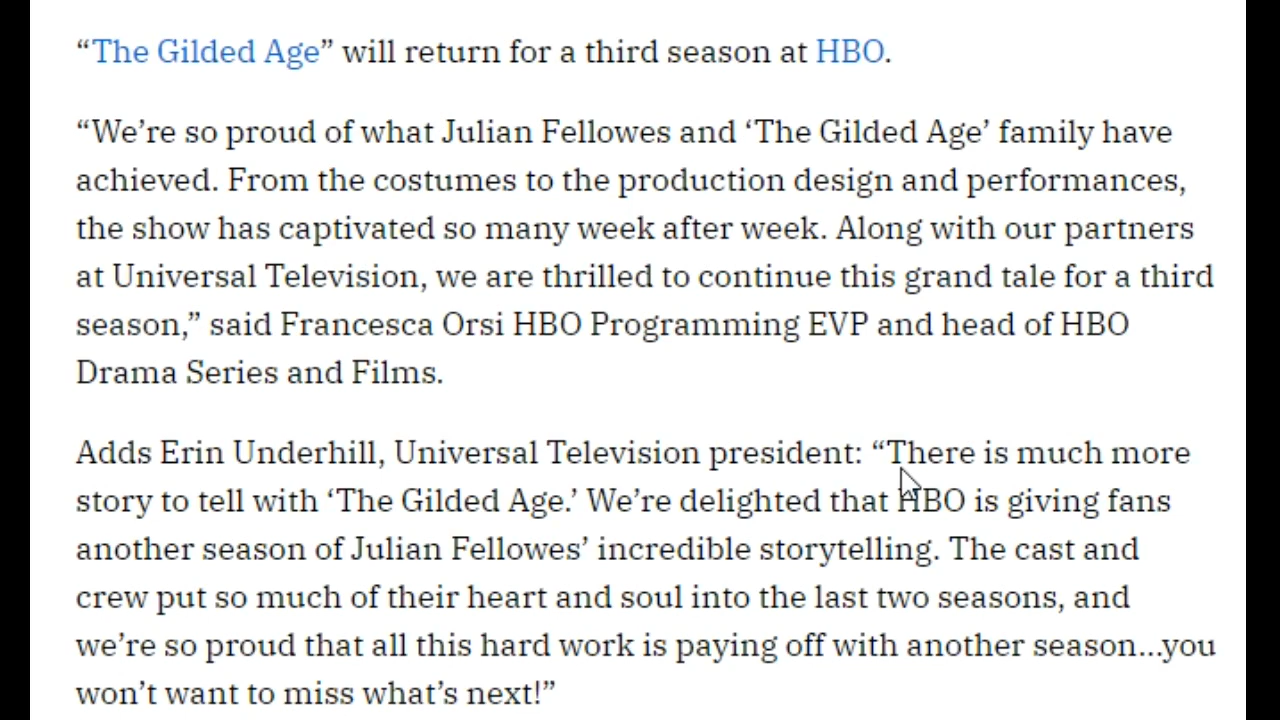 “The Gilded Age” will return for a third season at HBO.
“We’re so proud of what Julian Fellowes and ‘The Gilded Age’ family have
achieved. From the costumes to the production design and performances,
the show has captivated so many week after week. Along with our partners
at Universal Television, we are thrilled to continue this grand tale for a third
season,” said Francesca Orsi HBO Programming EVP and head of HBO
Drama Series and Films.
Adds Erin Underhill, Universal Television president: “There is much more
story to tell with ‘The Gilded Age.’ We’re delighted that HBO is giving fans
another season of Julian Fellowes’ incredible storytelling. The cast and
crew put so much of their heart and soul into the last two seasons, and
we’re so proud that all this hard work is paying off with another season...you
won’t want to miss what’s next!”